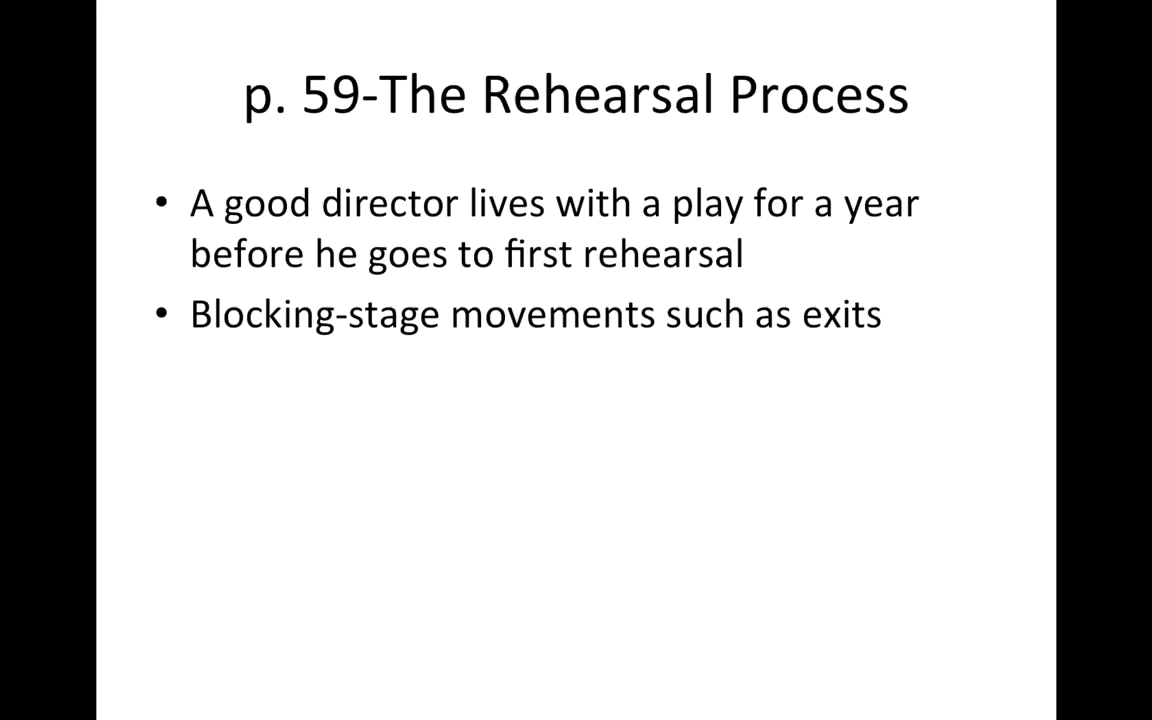 p. 59-The Rehearsal Process
• A good director lives with a play for a year
before he goes to first rehearsal
• Blocking-stage movements such as exits